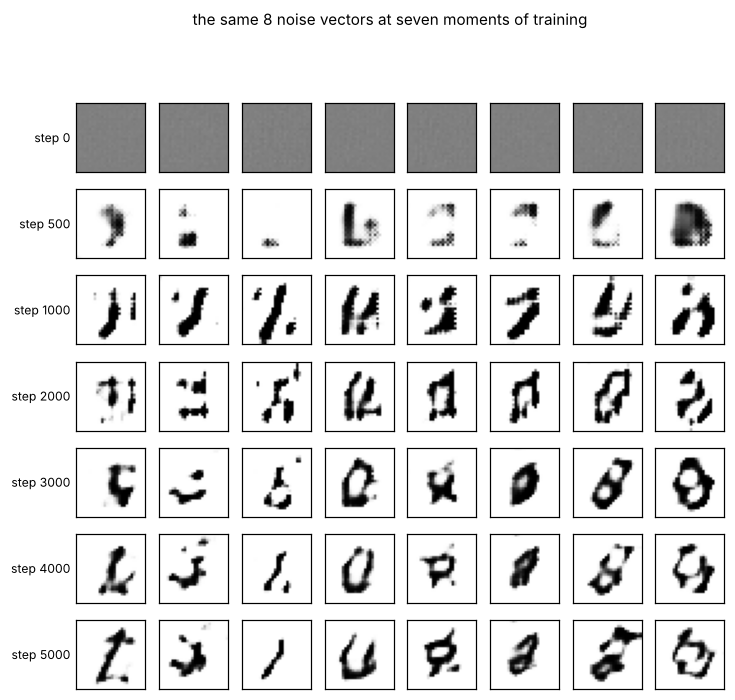 the same 8 noise vectors at seven moments of training
step 0
step 500
step 1000
step 2000
step 3000
step 4000
step 5000